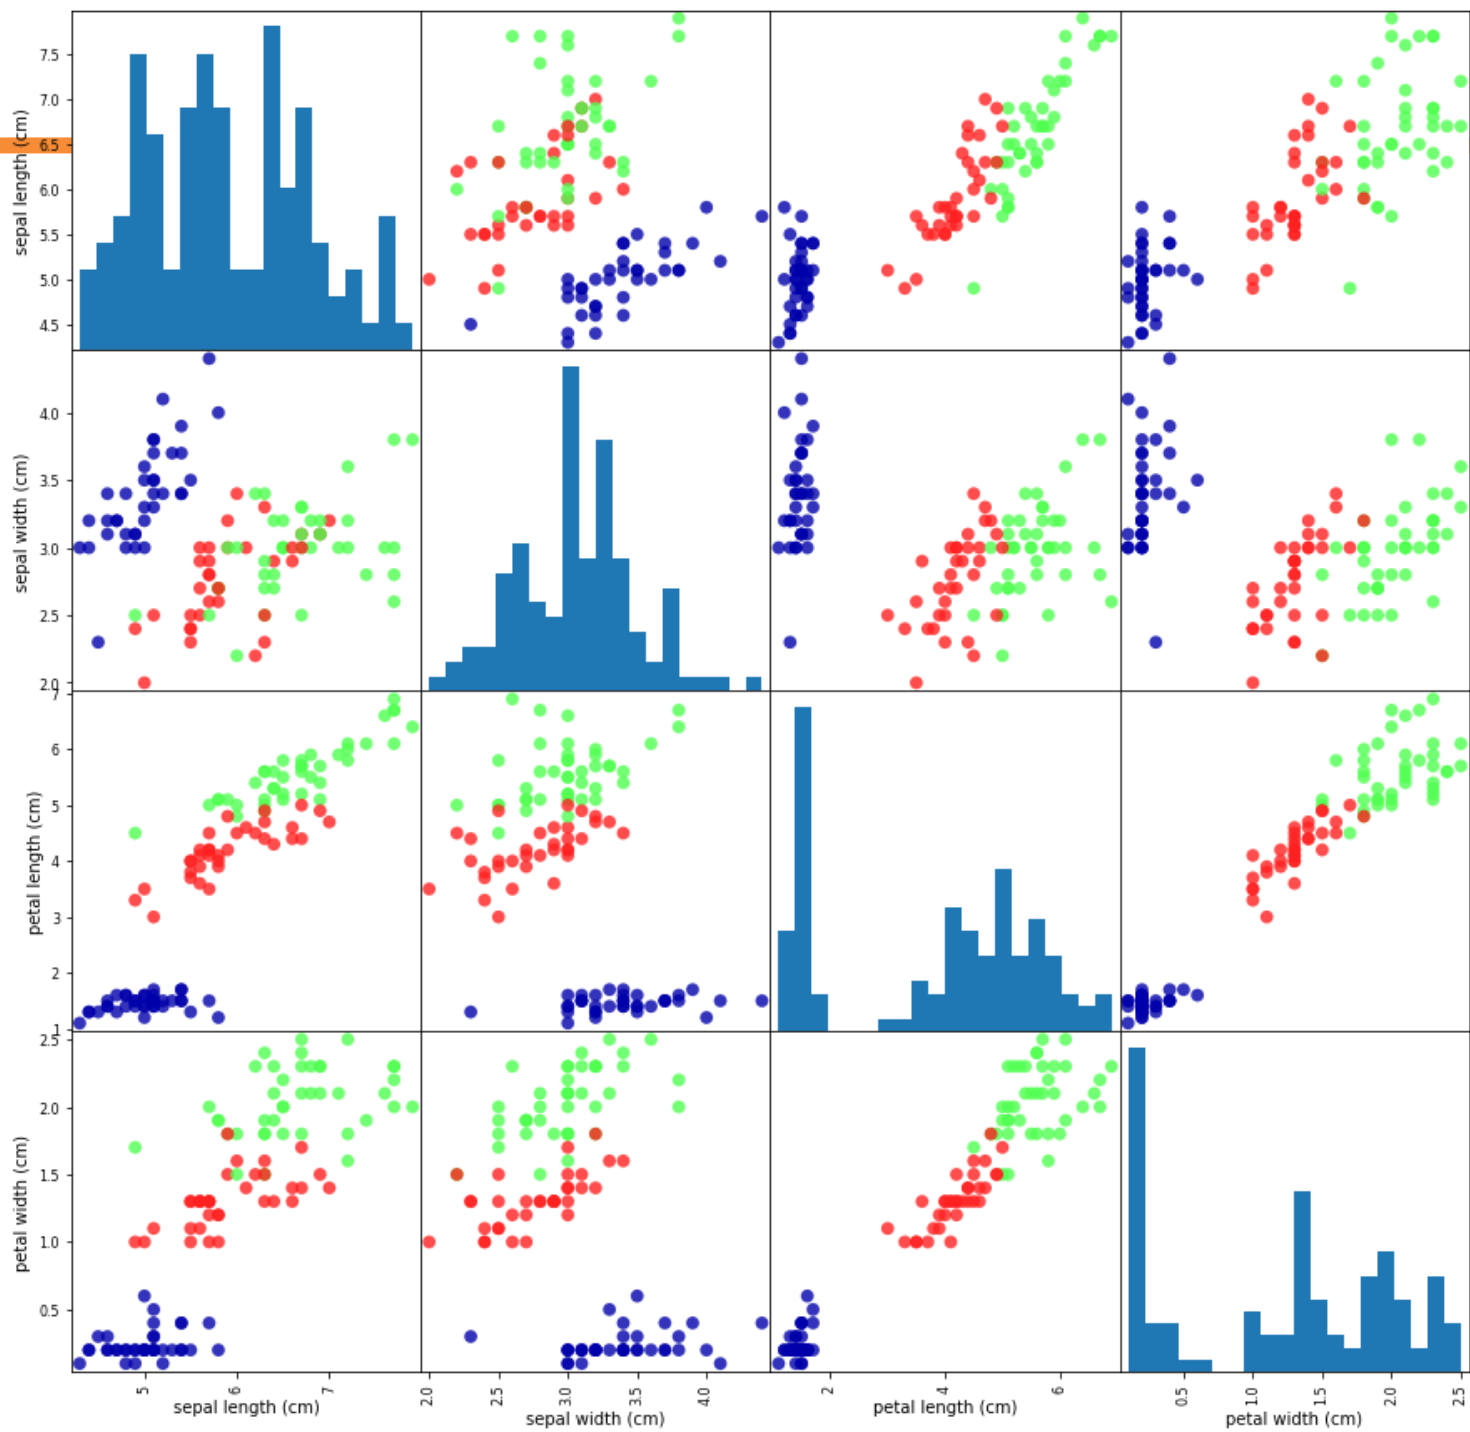 7.5
7.0
6.5
6.0
5.5
5.0
4.5
sepal length (cm)
4.0
3.5
3.0
2.5
2.0
sepal width (cm)
7
6
5
4
3
2
1
petal length (cm)
2.5
2.0
1.5
1.0
0.5
petal width (cm)
5 6 7
sepal length (cm)
2.0 2.5 3.0 3.5 4.0
sepal width (cm)
2 4 6
petal length (cm)
0.5 1.0 1.5 2.0 2.5
petal width (cm)